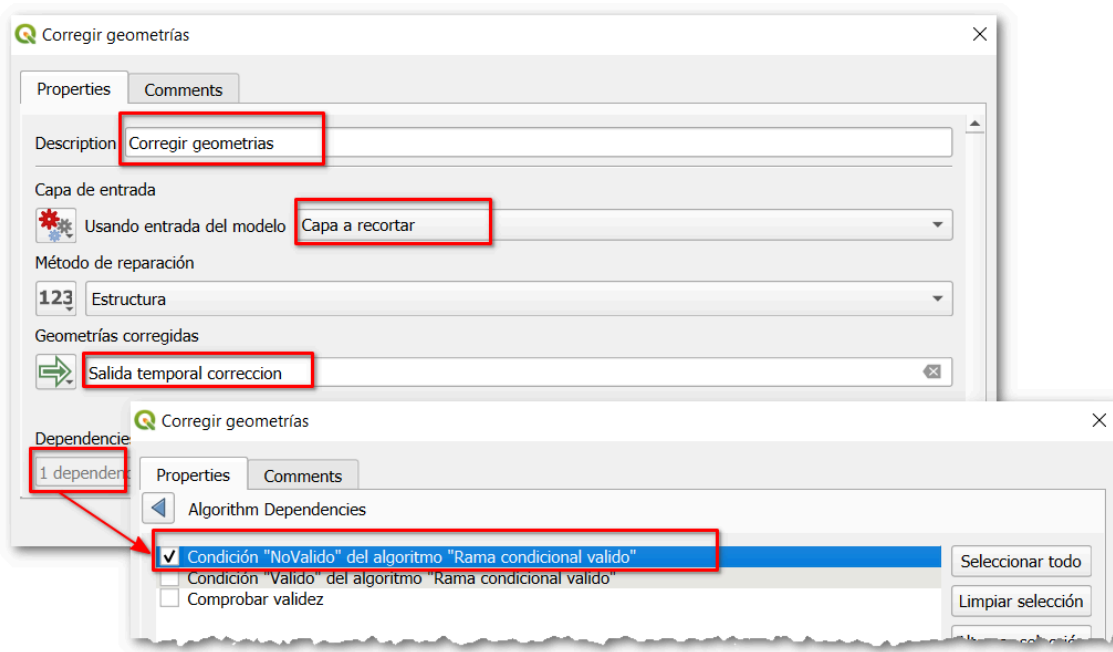 Corregir geometrías
Properties Comments
Description Corregir geometrias
Capa de entrada
Usando entrada del modelo Capa a recortar
Método de reparación
123 Estructura
Geometrías corregidas
Salida temporal correccion
Dependencie
1 dependen
Corregir geometrías
Properties Comments
Algorithm Dependencies
Condición "NoValido" del algoritmo "Rama condicional valido"
Condición "Valido" del algoritmo "Rama condicional valido"
Comprobar validez
Seleccionar todo
Limpiar selección